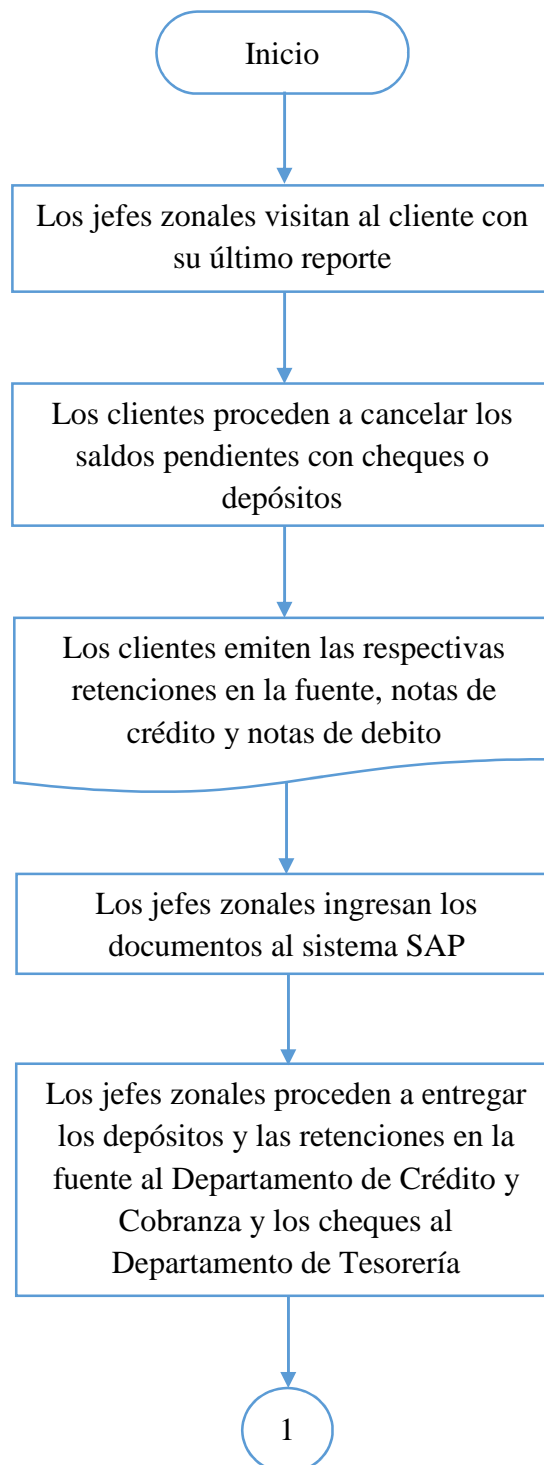 Inicio
Los jefes zonales visitan al cliente con
su último reporte
Los clientes proceden a cancelar los
saldos pendientes con cheques o
depósitos
Los clientes emiten las respectivas
retenciones en la fuente, notas de
crédito y notas de debito
Los jefes zonales ingresan los
documentos al sistema SAP
Los jefes zonales proceden a entregar
los depósitos y las retenciones en la
fuente al Departamento de Crédito y
Cobranza y los cheques al
Departamento de Tesorería
1